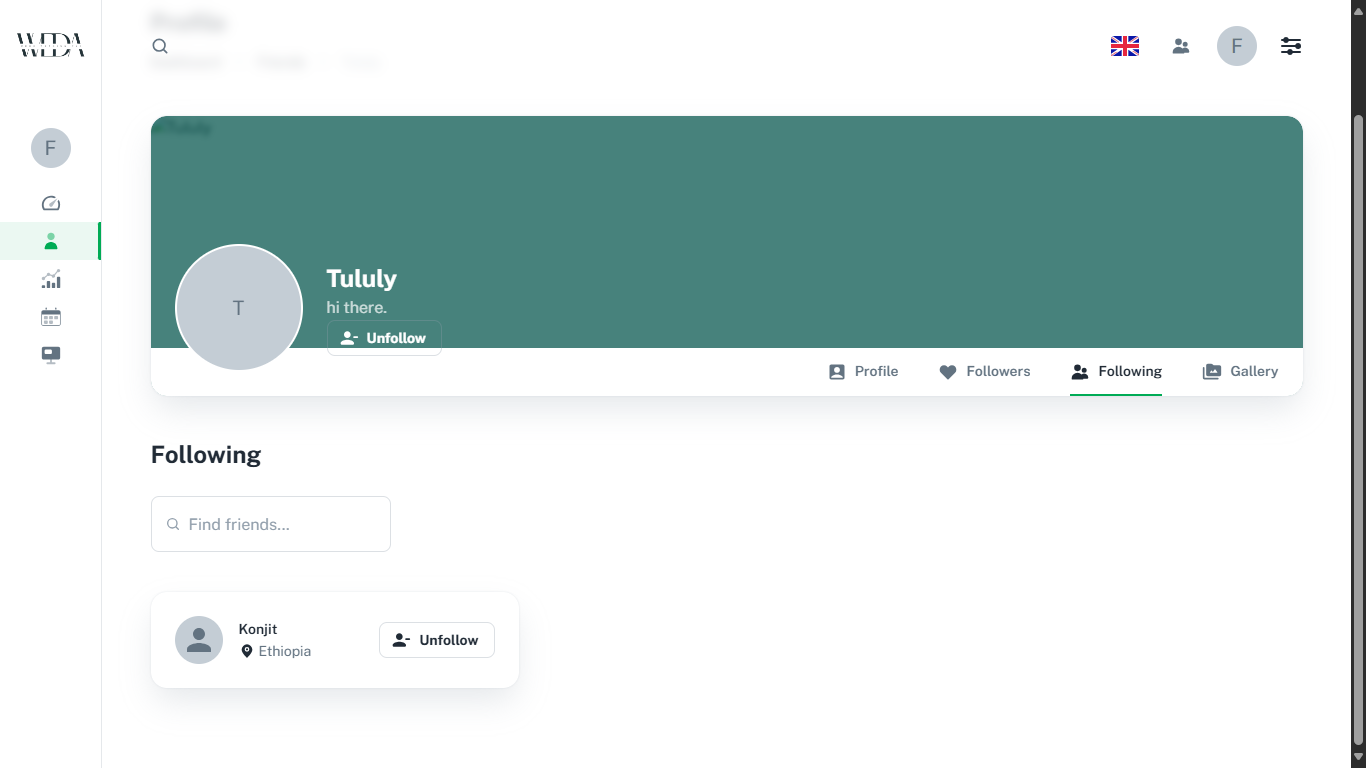 Profile
WEDA
F
F
Tululy
T
Tululy
hi there.
Unfollow
Profile
Followers
Following
Gallery
Following
Find friends...
Konjit
Ethiopia
Unfollow